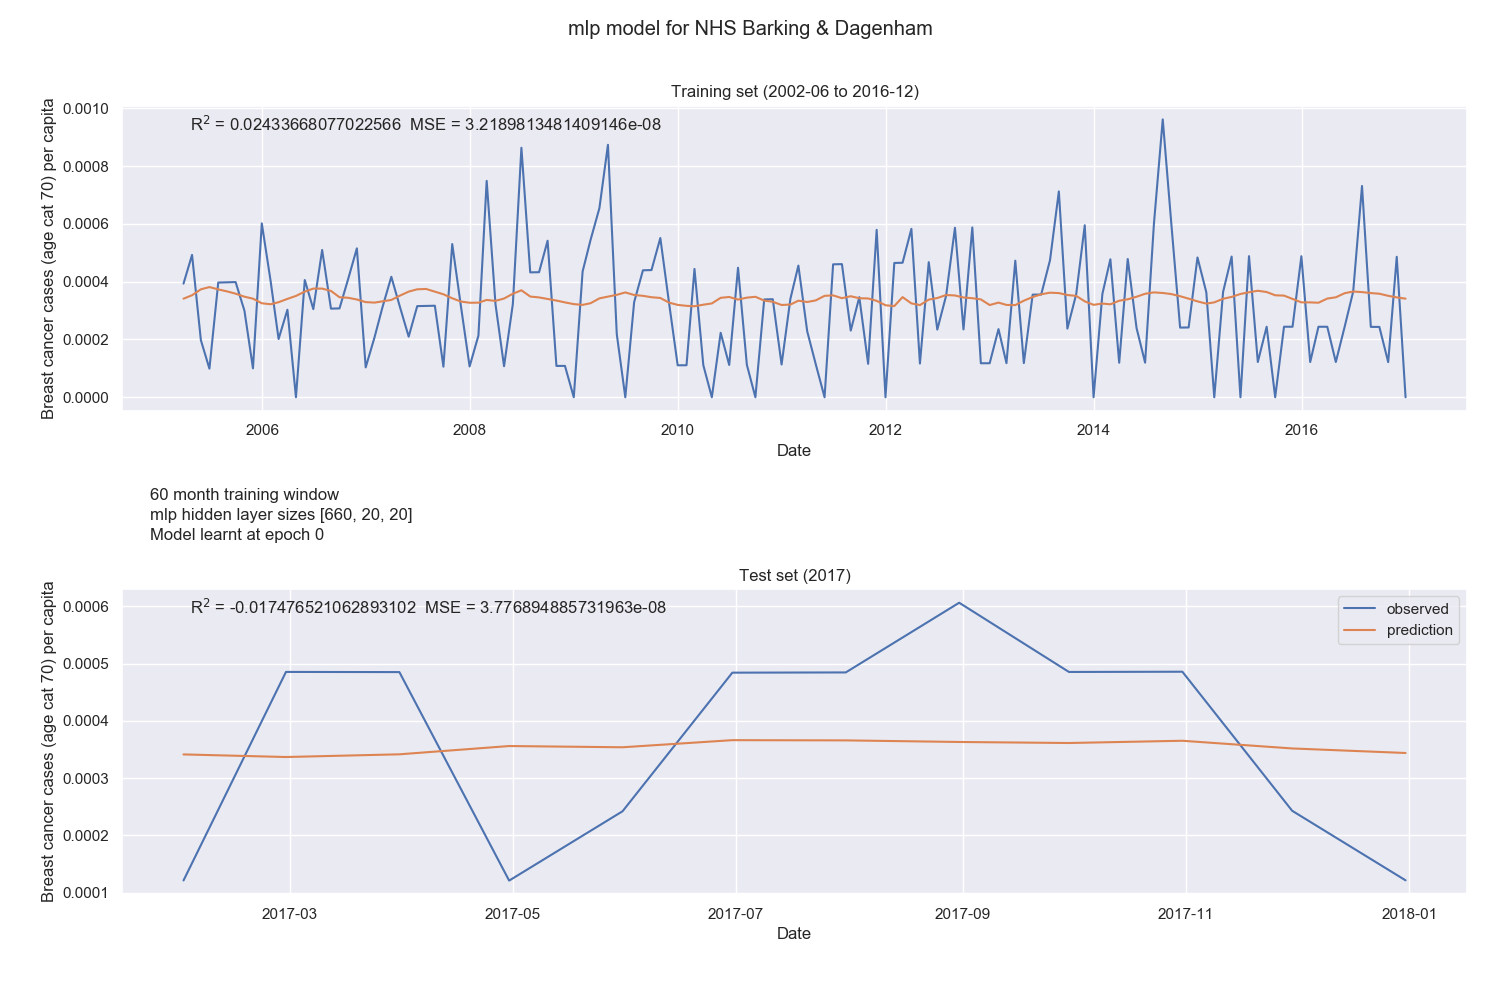 mlp model for NHS Barking & Dagenham
Training set (2002-06 to 2016-12)
R² = 0.02433668077022566 MSE = 3.2189813481409146e-08
Breast cancer cases (age cat 70) per capita
0.0010
0.0008
0.0006
0.0004
0.0002
0.0000
2006 2008 2010 2012 2014 2016
Date
60 month training window
mlp hidden layer sizes [660, 20, 20]
Model learnt at epoch 0
Test set (2017)
R² = -0.017476521062893102 MSE = 3.776894885731963e-08
observed
prediction
Breast cancer cases (age cat 70) per capita
0.0006
0.0005
0.0004
0.0003
0.0002
0.0001
2017-03 2017-05 2017-07 2017-09 2017-11 2018-01
Date